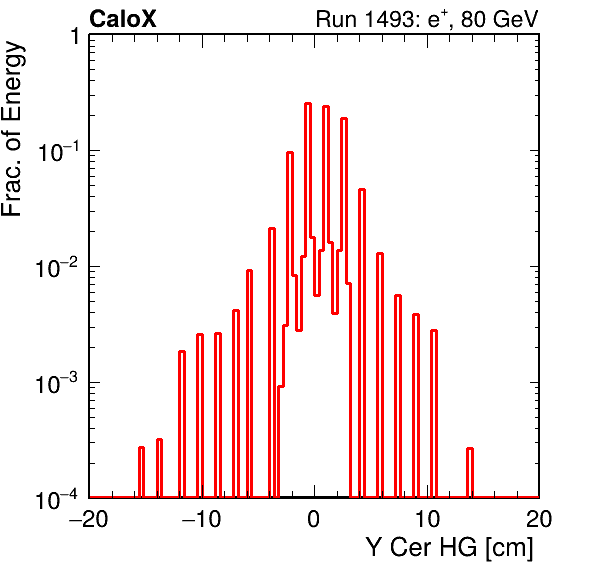 CaloX Run 1493: e⁺, 80 GeV
Frac. of Energy
1
10⁻¹
10⁻²
10⁻³
10⁻⁴
−20 −10 0 10 20
Y Cer HG [cm]